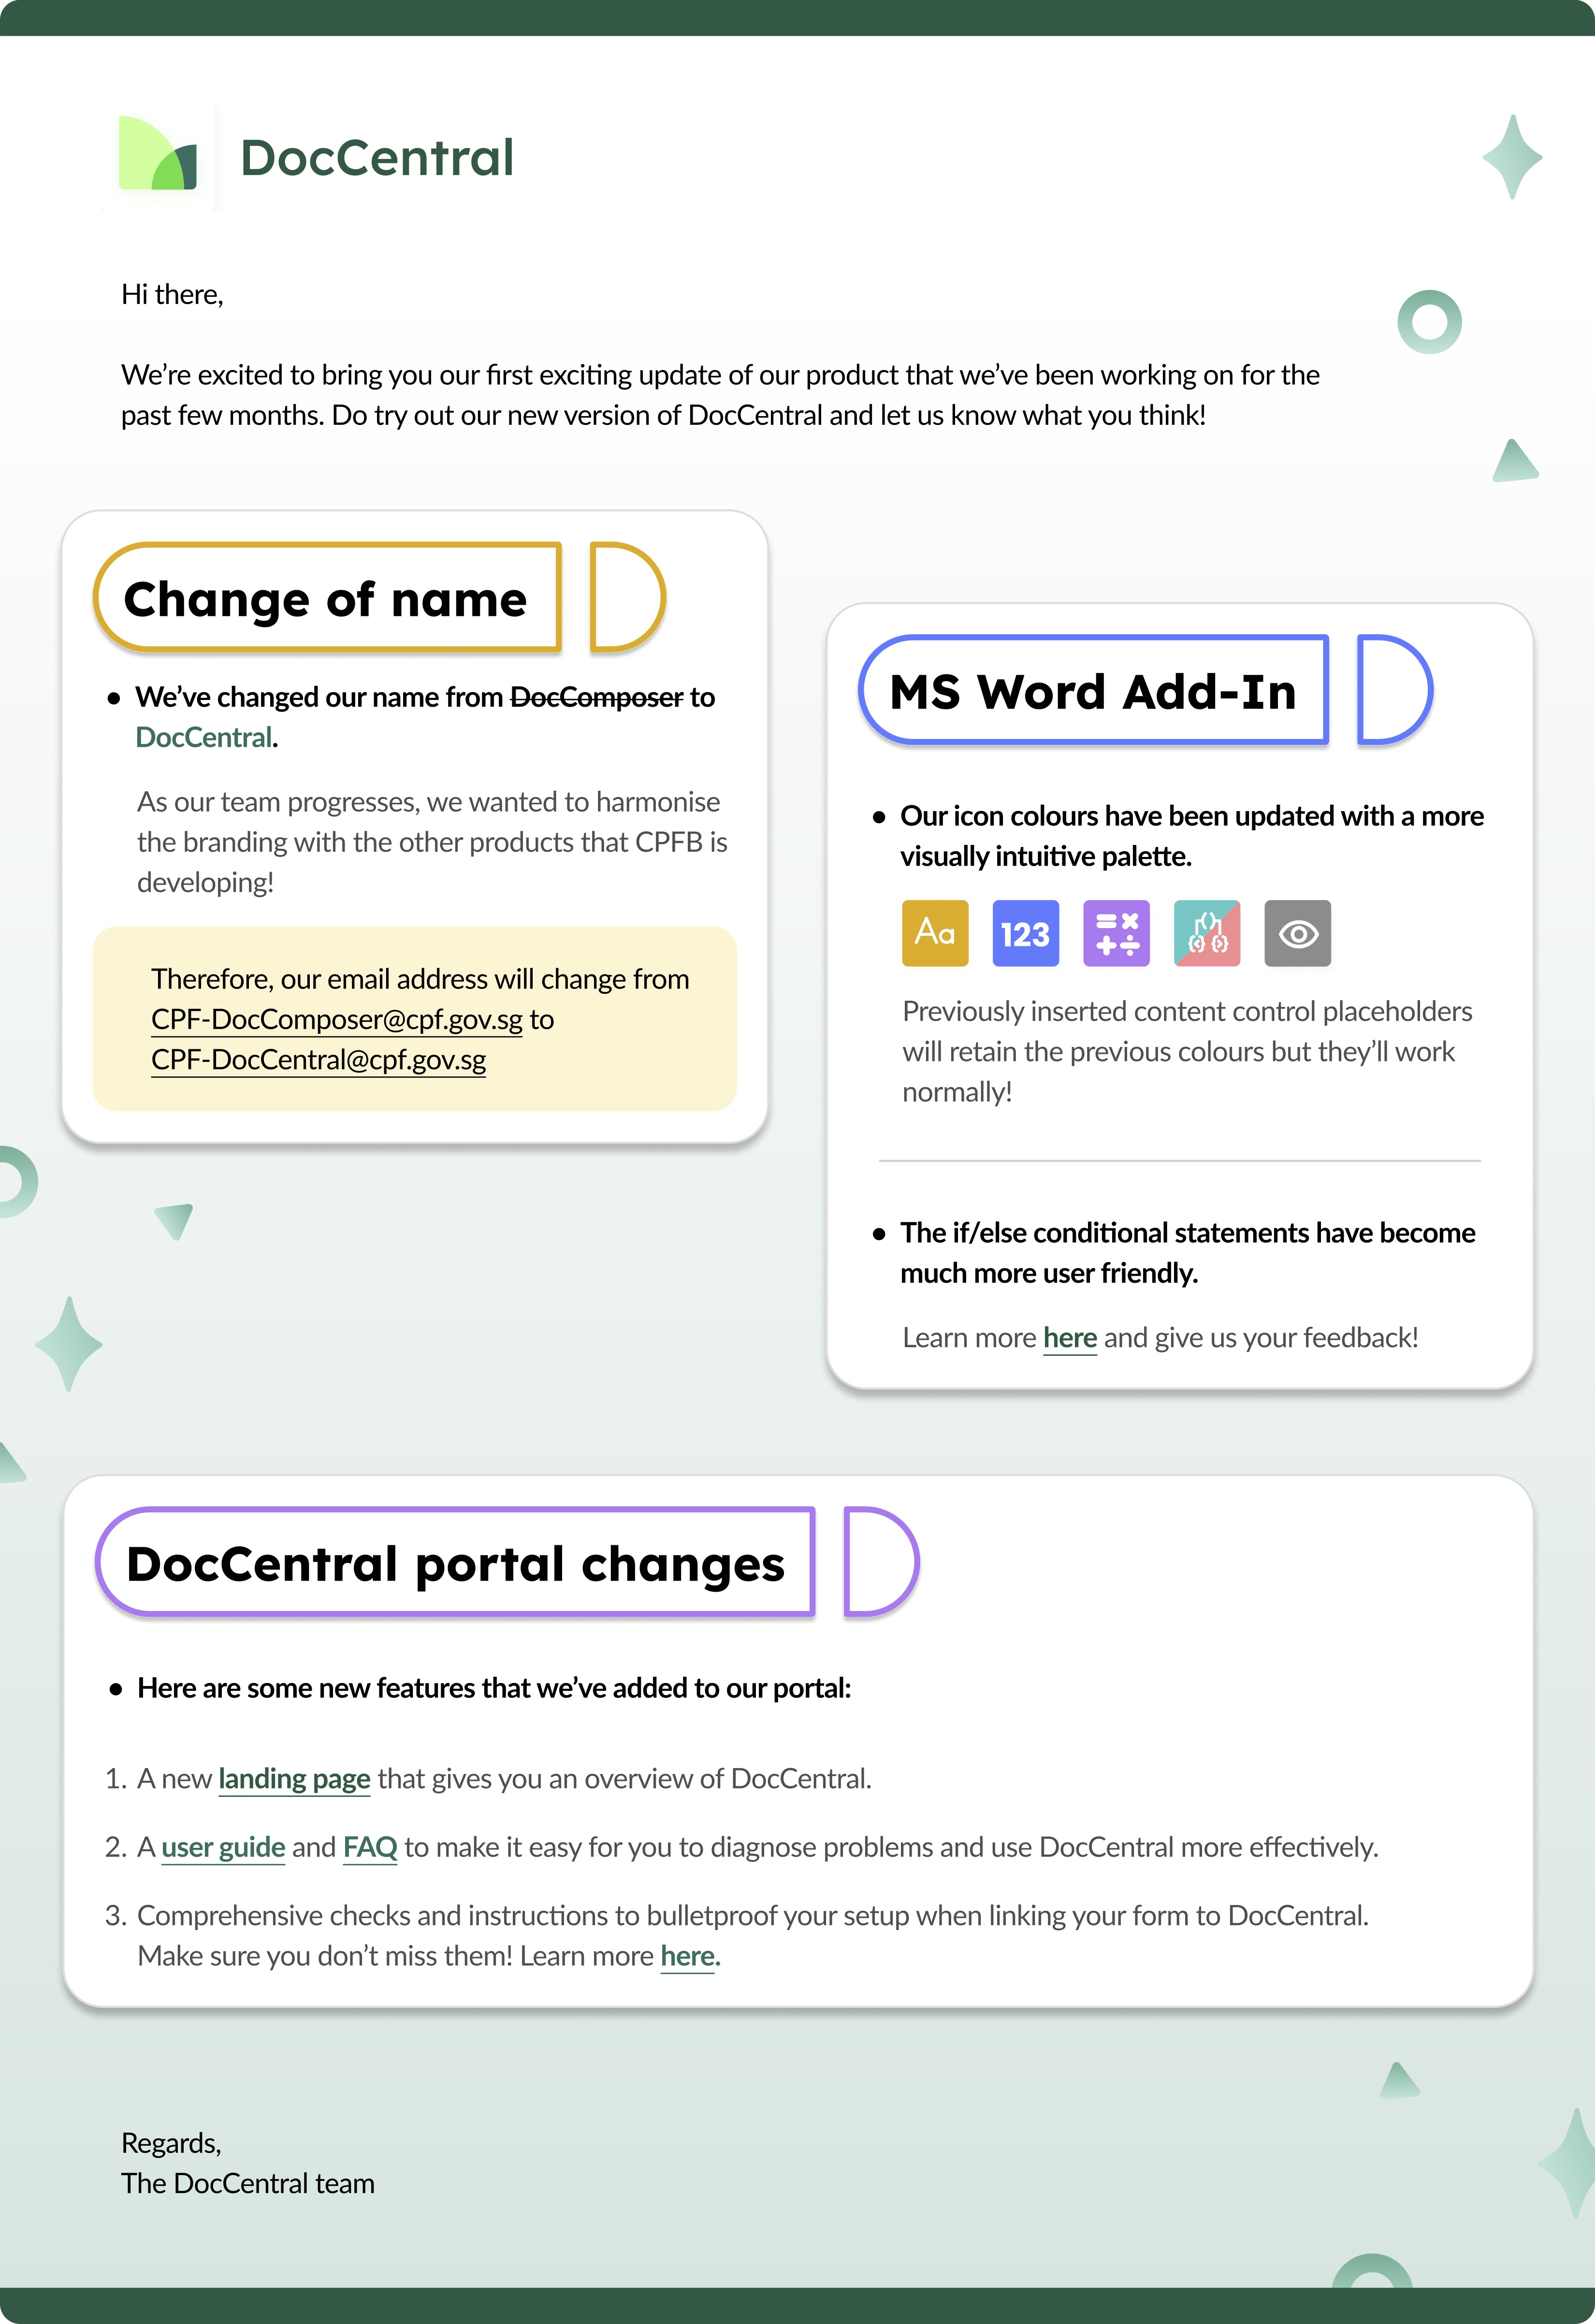 DocCentral
Hi there,
We’re excited to bring you our first exciting update of our product that we’ve been working on for the
past few months. Do try out our new version of DocCentral and let us know what you think!
Change of name
● We’ve changed our name from DocComposer to
DocCentral.
As our team progresses, we wanted to harmonise
the branding with the other products that CPFB is
developing!
Therefore, our email address will change from
CPF-DocComposer@cpf.gov.sg to
CPF-DocCentral@cpf.gov.sg
MS Word Add-In
● Our icon colours have been updated with a more
visually intuitive palette.
Aa 123
Previously inserted content control placeholders
will retain the previous colours but they’ll work
normally!
● The if/else conditional statements have become
much more user friendly.
Learn more here and give us your feedback!
DocCentral portal changes
● Here are some new features that we’ve added to our portal:
1. A new landing page that gives you an overview of DocCentral.
2. A user guide and FAQ to make it easy for you to diagnose problems and use DocCentral more effectively.
3. Comprehensive checks and instructions to bulletproof your setup when linking your form to DocCentral.
Make sure you don’t miss them! Learn more here.
Regards,
The DocCentral team